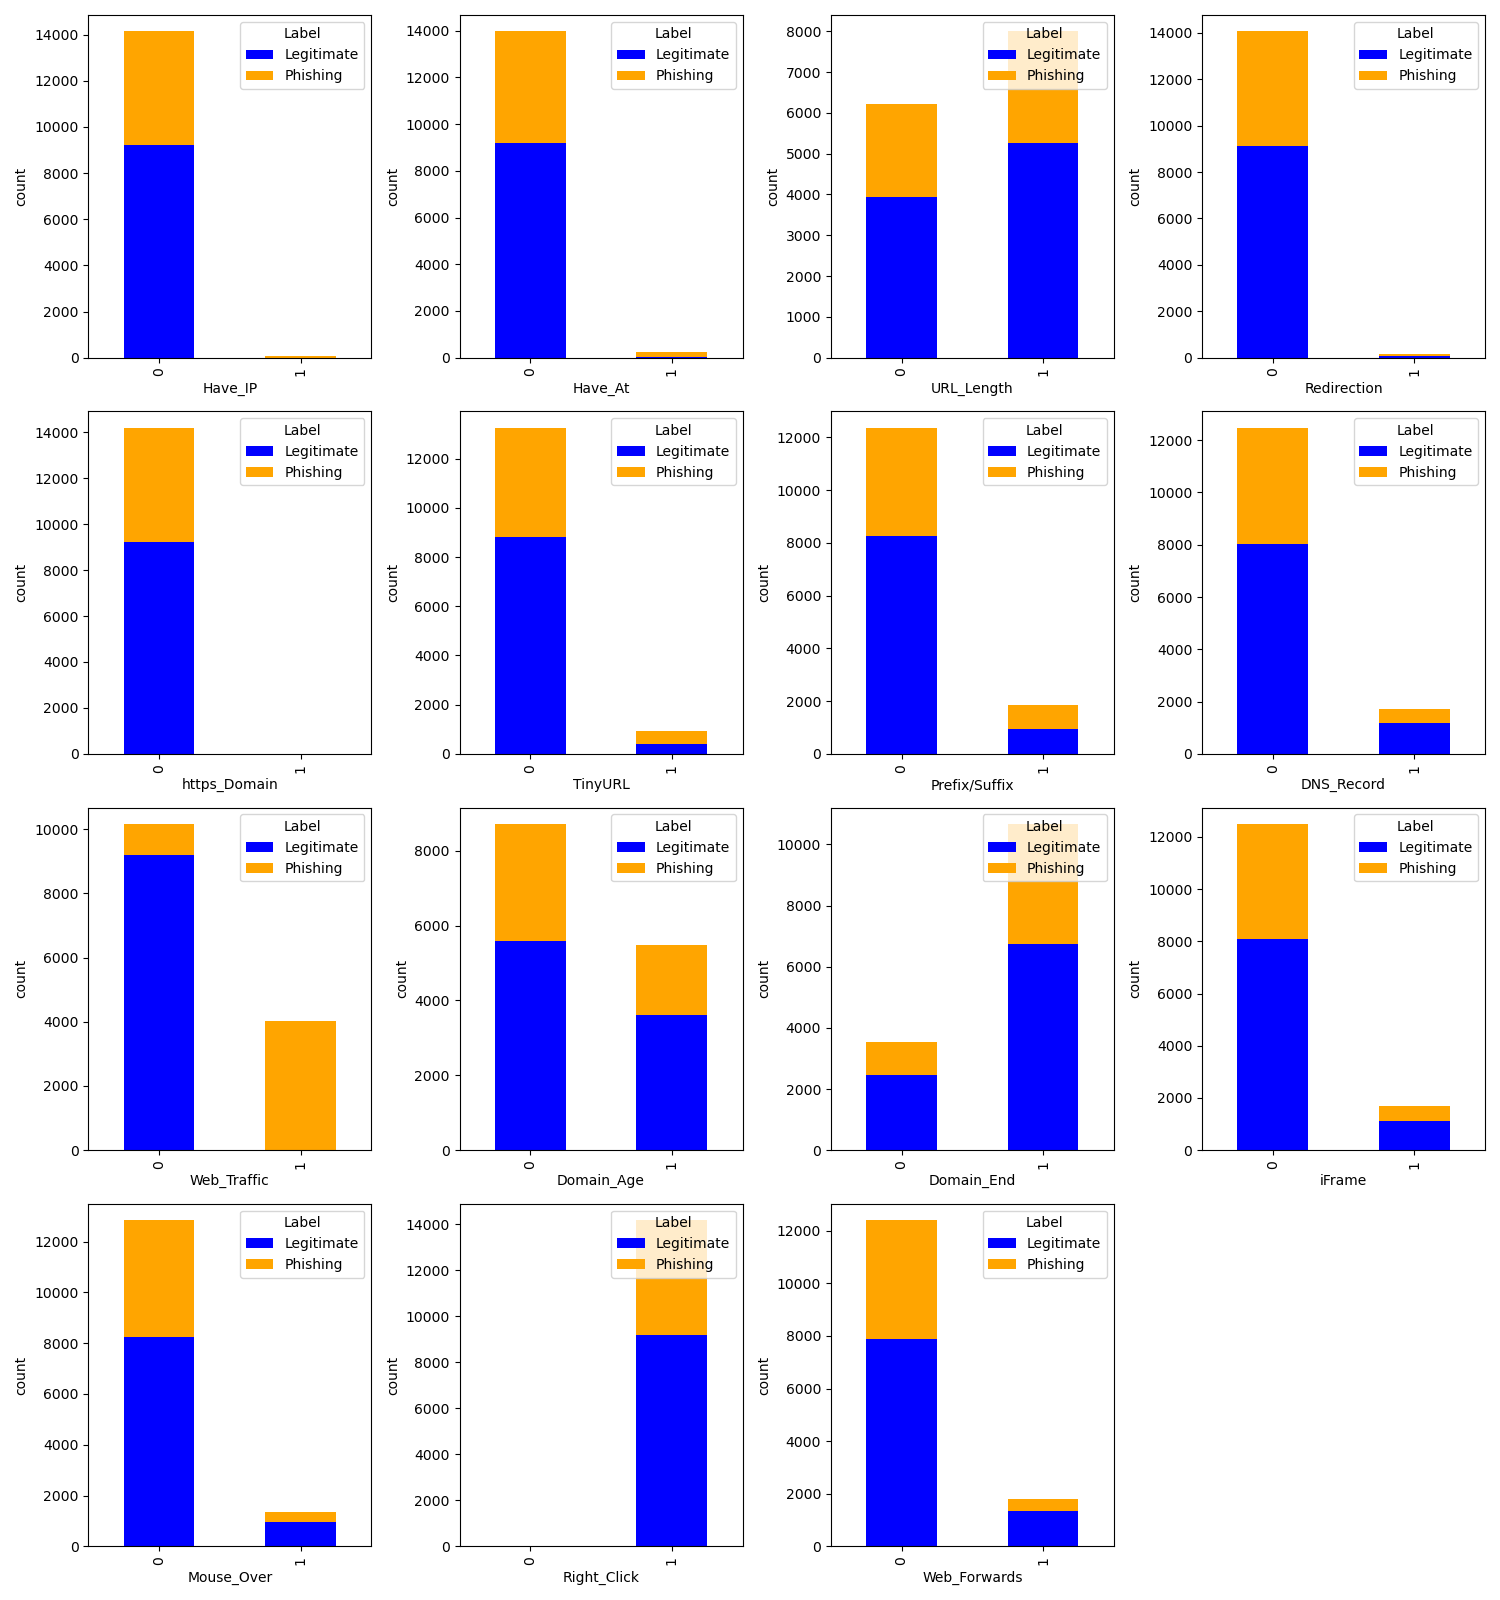 Label
Legitimate
Phishing
14000
12000
10000
8000
6000
4000
2000
0
count
0
1
Have_IP
Label
Legitimate
Phishing
14000
12000
10000
8000
6000
4000
2000
0
count
0
1
Have_At
Label
Legitimate
Phishing
8000
7000
6000
5000
4000
3000
2000
1000
0
count
0
1
URL_Length
Label
Legitimate
Phishing
14000
12000
10000
8000
6000
4000
2000
0
count
0
1
Redirection
Label
Legitimate
Phishing
14000
12000
10000
8000
6000
4000
2000
0
count
0
1
https_Domain
Label
Legitimate
Phishing
12000
10000
8000
6000
4000
2000
0
count
0
1
TinyURL
Label
Legitimate
Phishing
12000
10000
8000
6000
4000
2000
0
count
0
1
Prefix/Suffix
Label
Legitimate
Phishing
12000
10000
8000
6000
4000
2000
0
count
0
1
DNS_Record
Label
Legitimate
Phishing
10000
8000
6000
4000
2000
0
count
0
1
Web_Traffic
Label
Legitimate
Phishing
8000
6000
4000
2000
0
count
0
1
Domain_Age
Label
Legitimate
Phishing
10000
8000
6000
4000
2000
0
count
0
1
Domain_End
Label
Legitimate
Phishing
12000
10000
8000
6000
4000
2000
0
count
0
1
iFrame
Label
Legitimate
Phishing
12000
10000
8000
6000
4000
2000
0
count
0
1
Mouse_Over
Label
Legitimate
Phishing
14000
12000
10000
8000
6000
4000
2000
0
count
0
1
Right_Click
Label
Legitimate
Phishing
12000
10000
8000
6000
4000
2000
0
count
0
1
Web_Forwards